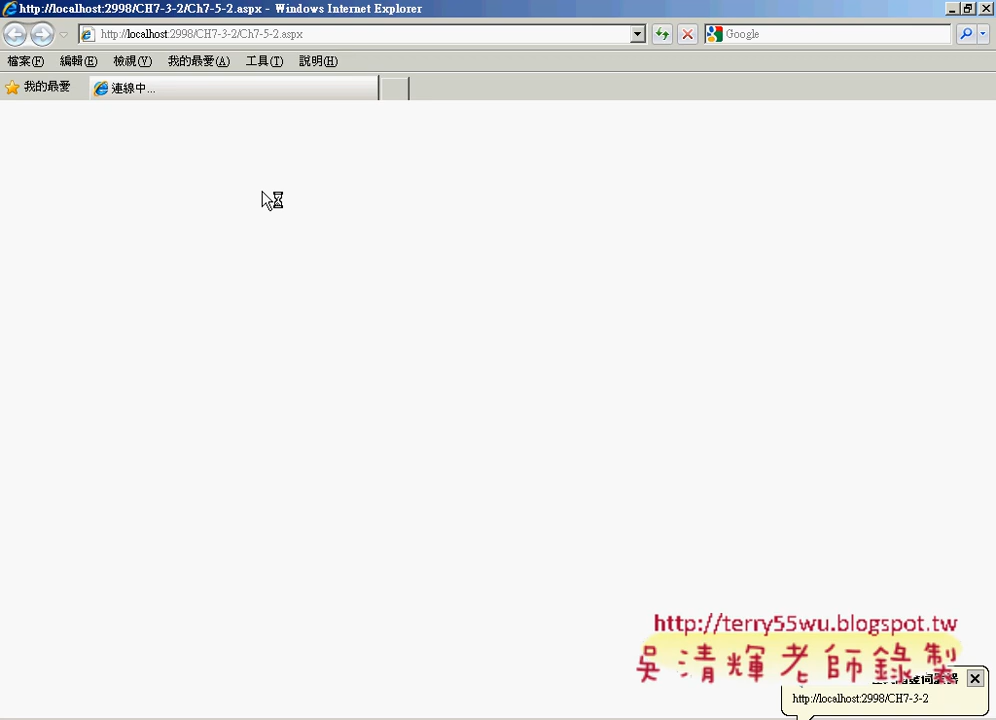 http://localhost:2998/CH7-3-2/Ch7-5-2.aspx - Windows Internet Explorer
http://localhost:2998/CH7-3-2/Ch7-5-2.aspx
Google
檔案(F) 編輯(E) 檢視(V) 我的最愛(A) 工具(T) 說明(H)
我的最愛
連線中...
http://terry55wu.blogspot.tw
吳清輝老師錄製
http://localhost:2998/CH7-3-2